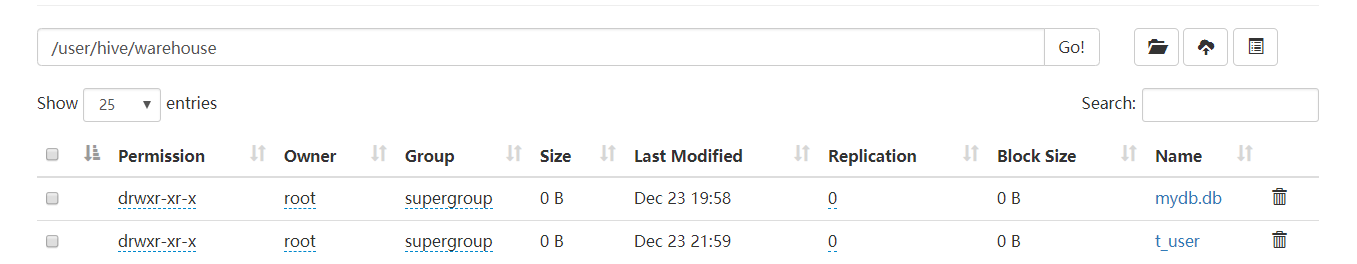 /user/hive/warehouse Go!
Show 25 entries Search:
Permission Owner Group Size Last Modified Replication Block Size Name
drwxr-xr-x root supergroup 0 B Dec 23 19:58 0 0 B mydb.db
drwxr-xr-x root supergroup 0 B Dec 23 21:59 0 0 B t_user